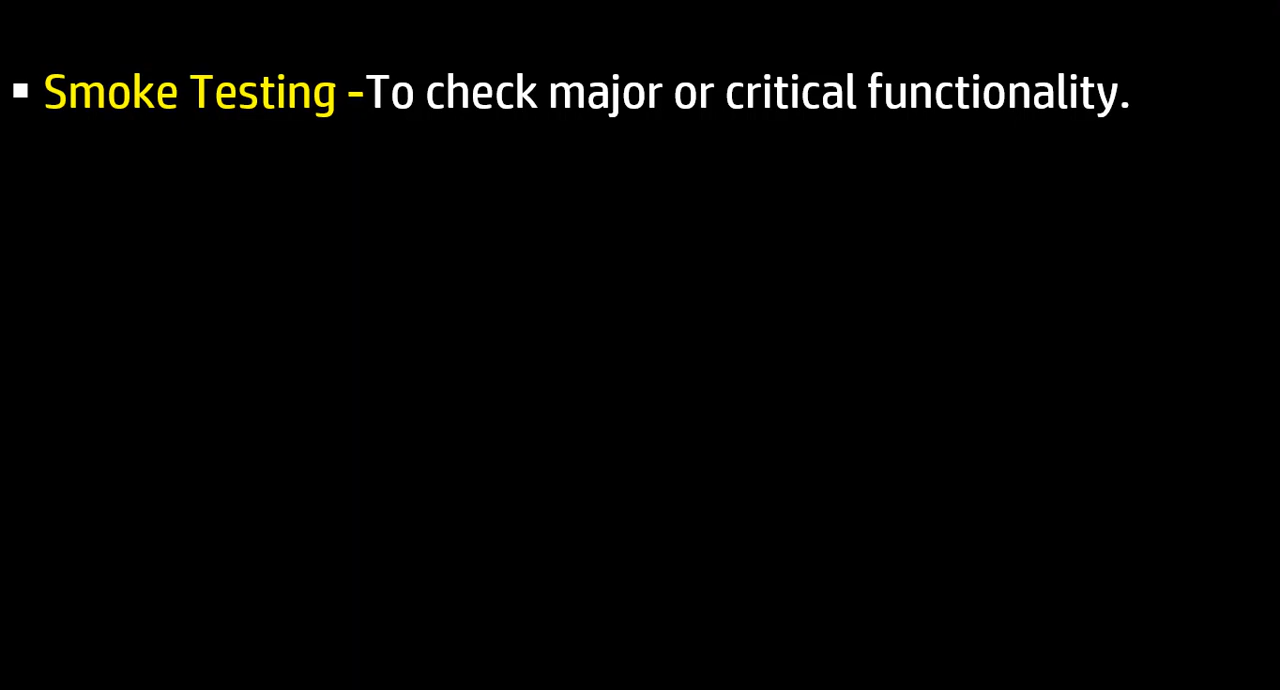 ▪ Smoke Testing -To check major or critical functionality.